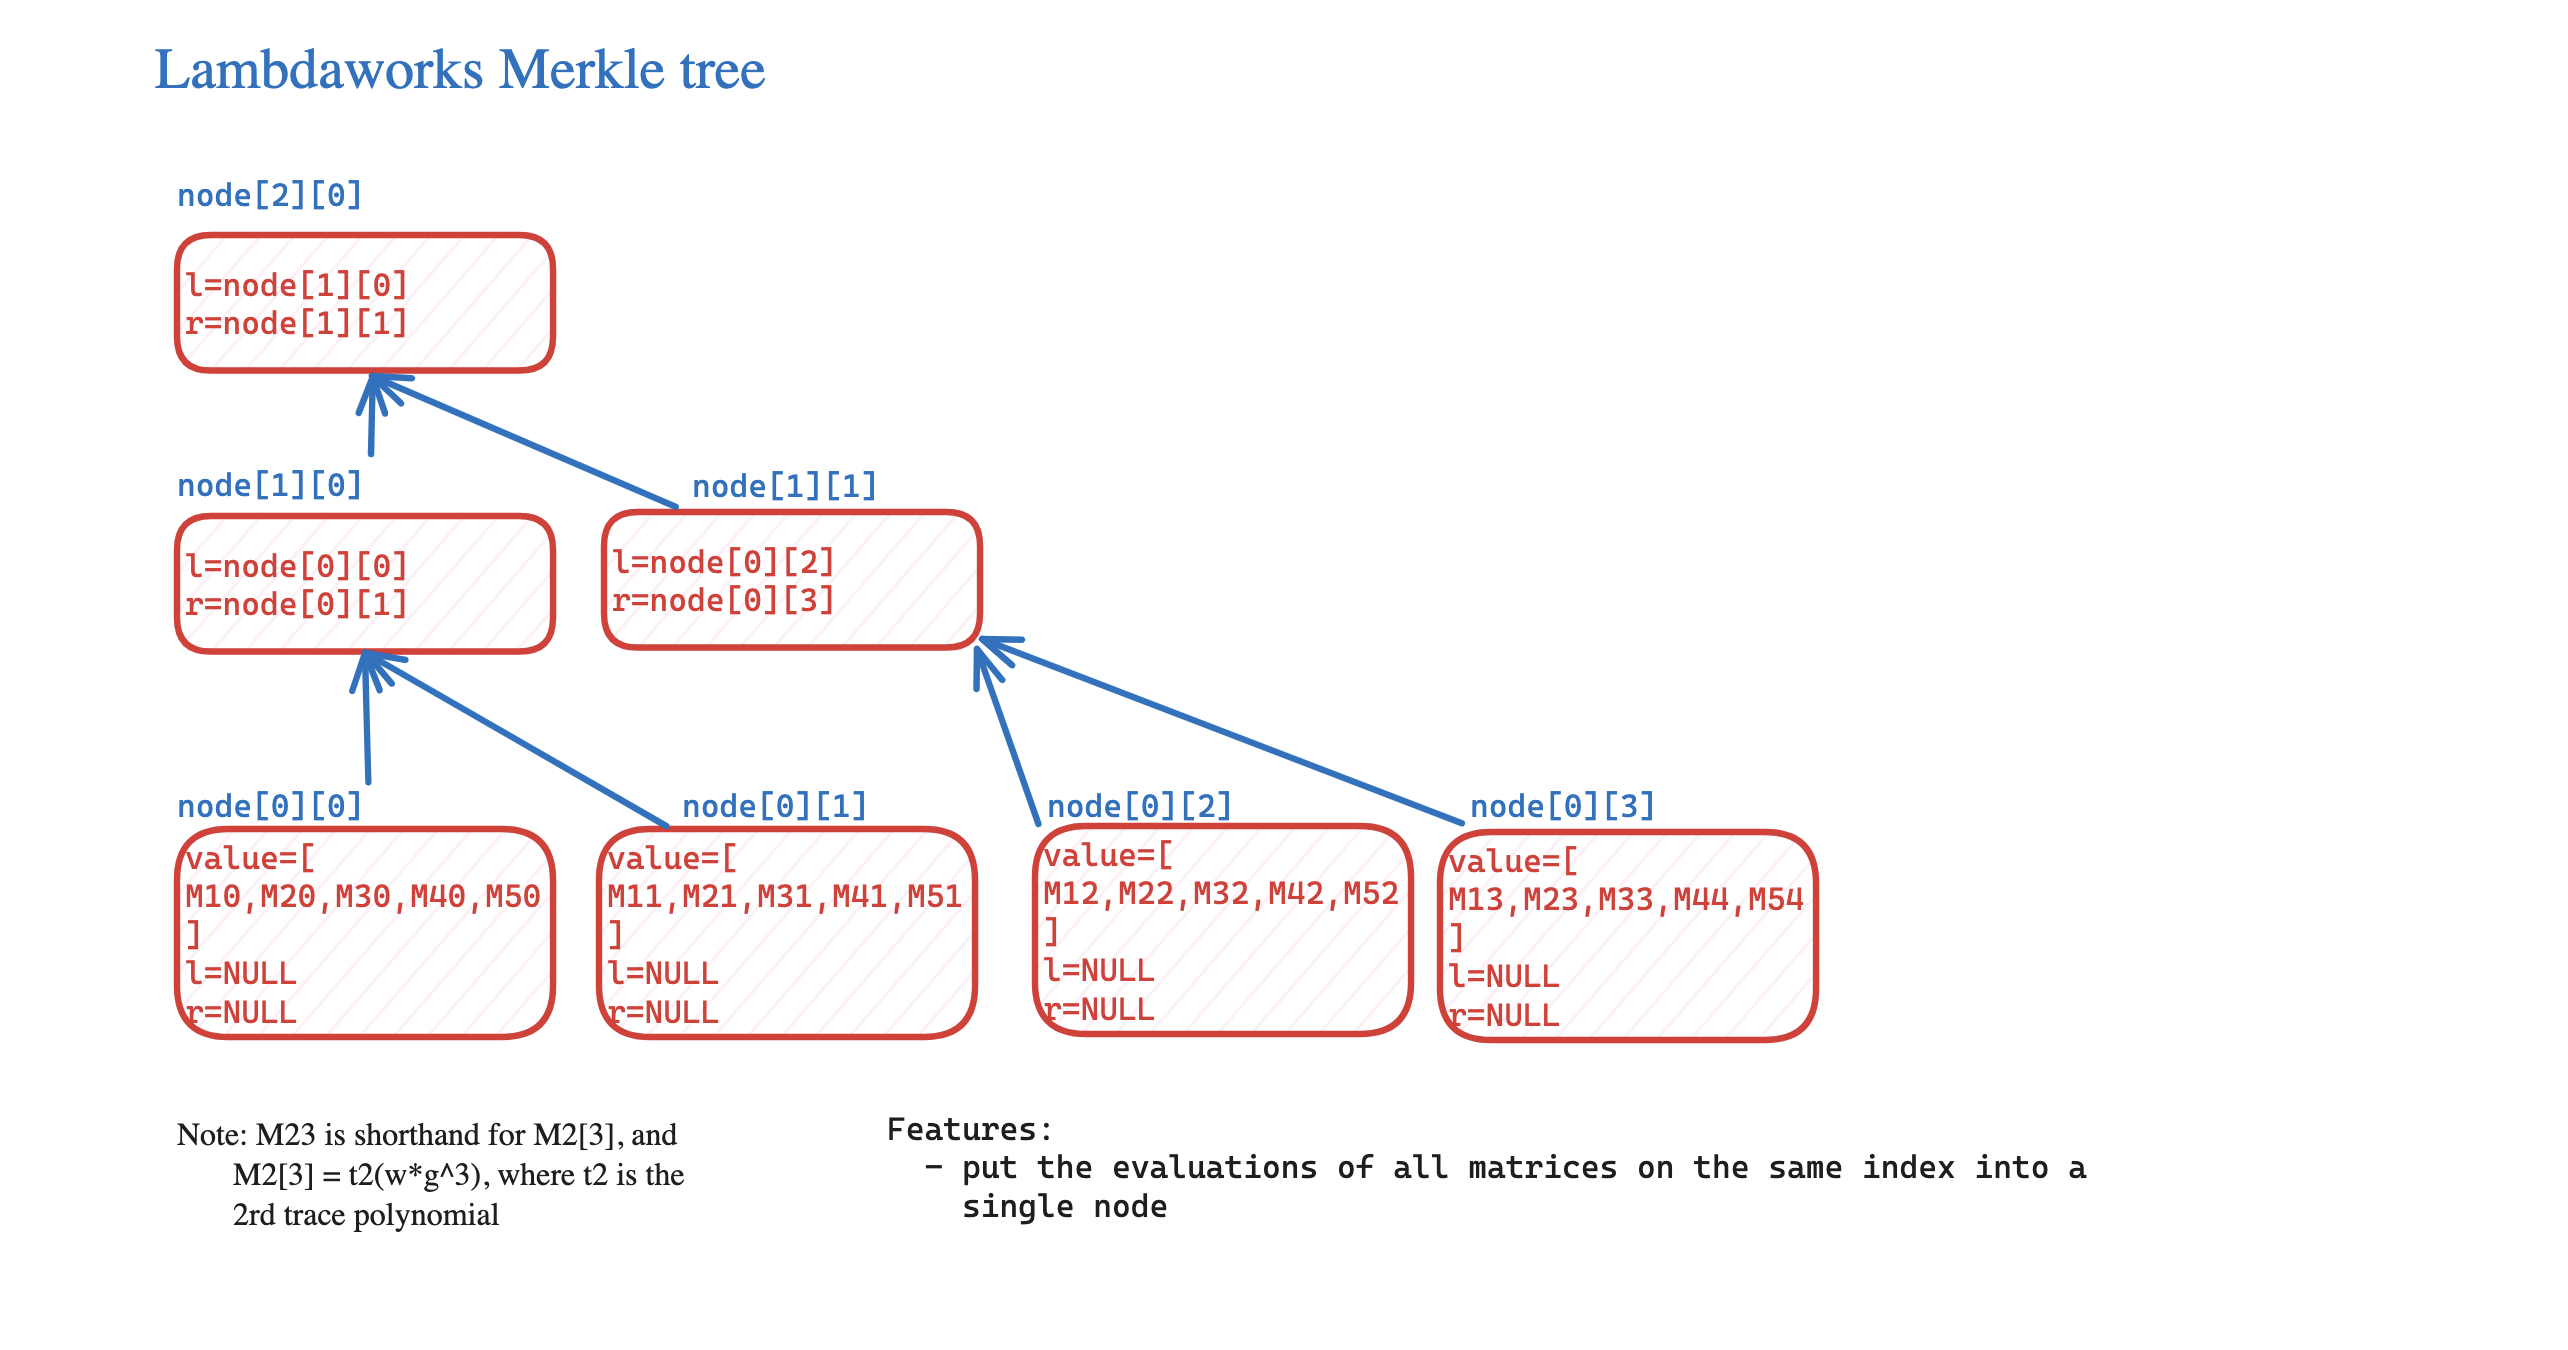 Lambdaworks Merkle tree
node[2][0]
l=node[1][0]
r=node[1][1]
node[1][0]
l=node[0][0]
r=node[0][1]
node[1][1]
l=node[0][2]
r=node[0][3]
node[0][0]
value=[
M10,M20,M30,M40,M50
]
l=NULL
r=NULL
node[0][1]
value=[
M11,M21,M31,M41,M51
]
l=NULL
r=NULL
node[0][2]
value=[
M12,M22,M32,M42,M52
]
l=NULL
r=NULL
node[0][3]
value=[
M13,M23,M33,M44,M54
]
l=NULL
r=NULL
Note: M23 is shorthand for M2[3], and
M2[3] = t2(w*g^3), where t2 is the
2rd trace polynomial
Features:
- put the evaluations of all matrices on the same index into a
single node